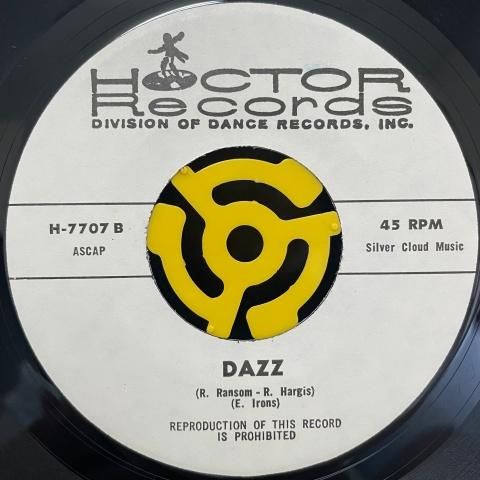 HOCTOR
Records
DIVISION OF DANCE RECORDS, INC.
H-7707 B
45 RPM
ASCAP
Silver Cloud Music
DAZZ
(R. Ransom - R. Hargis)
(E. Irons)
REPRODUCTION OF THIS RECORD
IS PROHIBITED